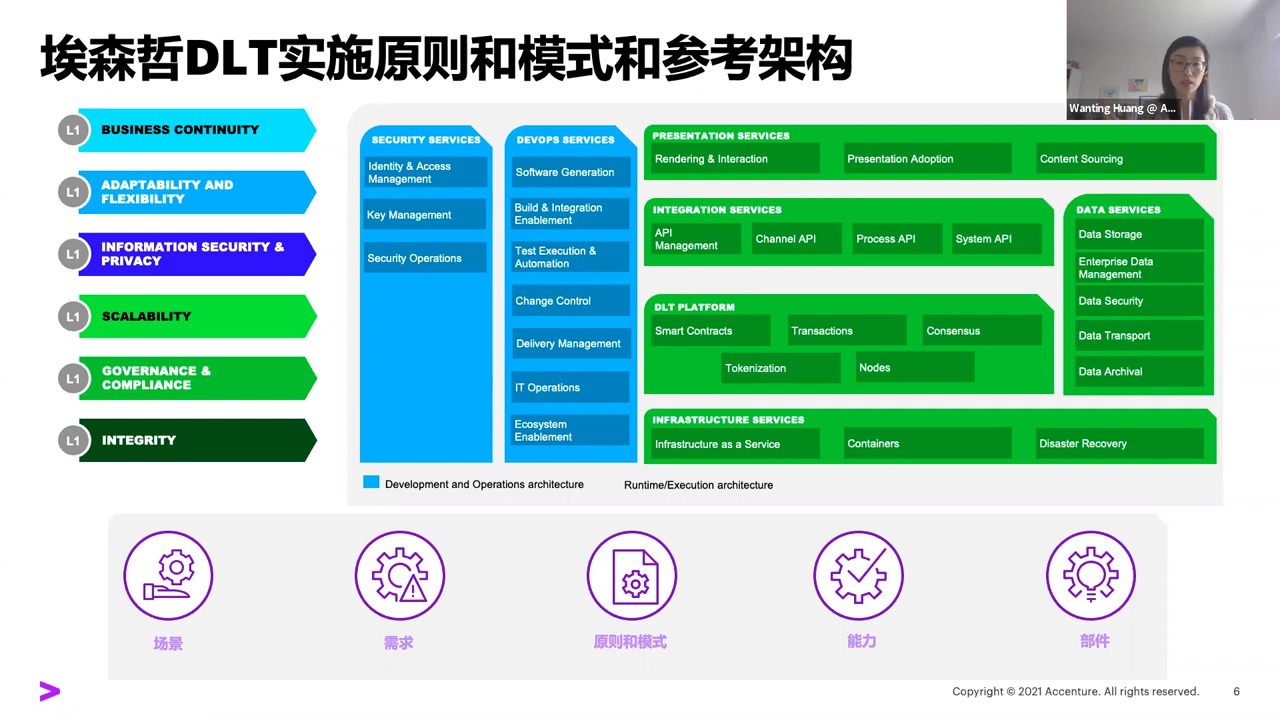 埃森哲DLT实施原则和模式和参考架构
Wanting Huang @ A...
L1
BUSINESS CONTINUITY
L1
ADAPTABILITY AND
FLEXIBILITY
L1
INFORMATION SECURITY &
PRIVACY
L1
SCALABILITY
L1
GOVERNANCE &
COMPLIANCE
L1
INTEGRITY
SECURITY SERVICES
Identity & Access
Management
Key Management
Security Operations
DEVOPS SERVICES
Software Generation
Build & Integration
Enablement
Test Execution &
Automation
Change Control
Delivery Management
IT Operations
Ecosystem
Enablement
PRESENTATION SERVICES
Rendering & Interaction
Presentation Adoption
Content Sourcing
INTEGRATION SERVICES
API
Management
Channel API
Process API
System API
DLT PLATFORM
Smart Contracts
Transactions
Consensus
Tokenization
Nodes
DATA SERVICES
Data Storage
Enterprise Data
Management
Data Security
Data Transport
Data Archival
INFRASTRUCTURE SERVICES
Infrastructure as a Service
Containers
Disaster Recovery
Development and Operations architecture
Runtime/Execution architecture
场景
需求
原则和模式
能力
部件
Copyright © 2021 Accenture. All rights reserved.
6